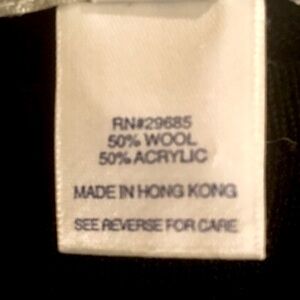 RN#29685
50% WOOL
50% ACRYLIC
MADE IN HONG KONG
SEE REVERSE FOR CARE